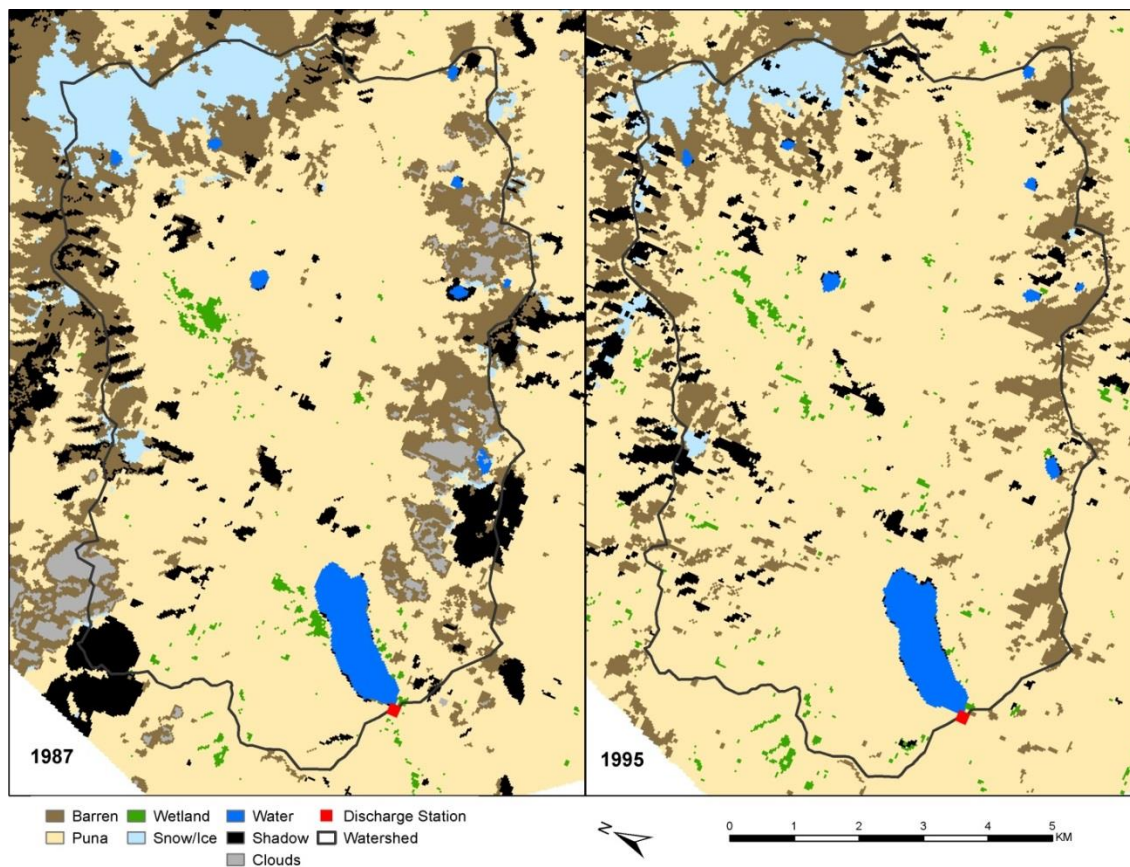 1987
1995
Barren Wetland Water Discharge Station
Puna Snow/Ice Shadow Watershed
Clouds
N
0 1 2 3 4 5
KM